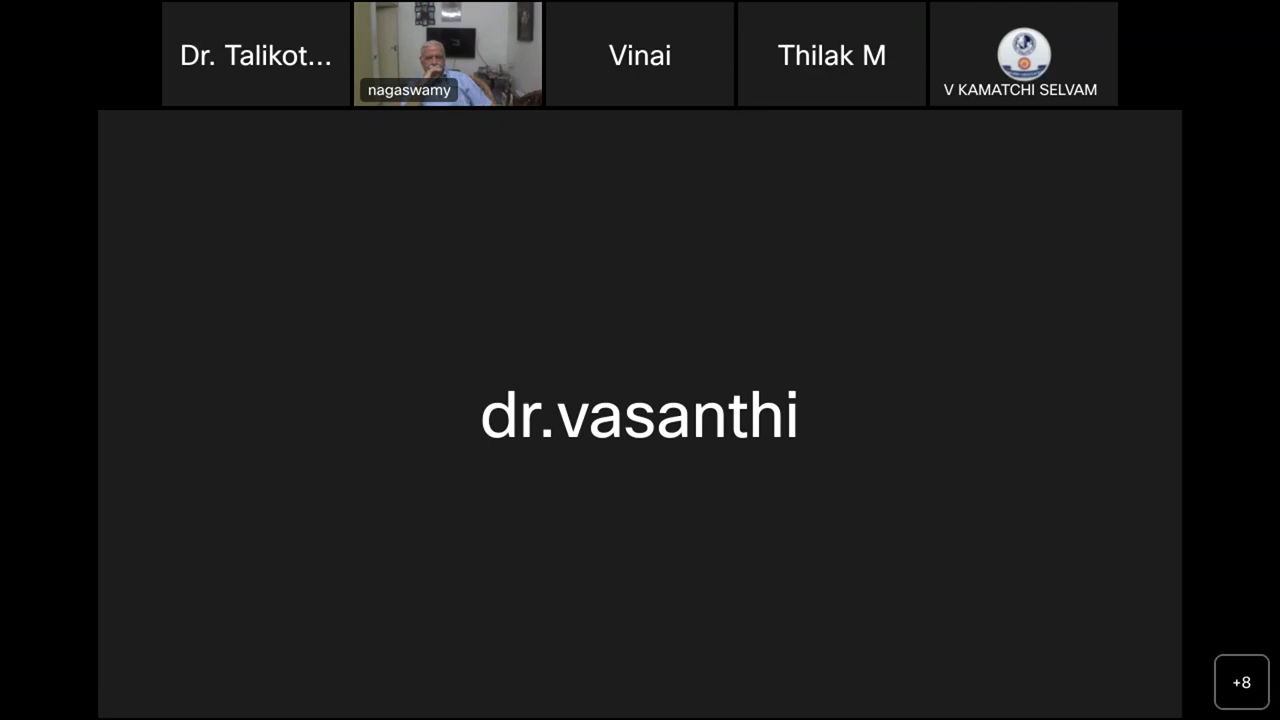 Dr. Talikot...
nagaswamy
Vinai
Thilak M
V KAMATCHI SELVAM
dr.vasanthi
+8